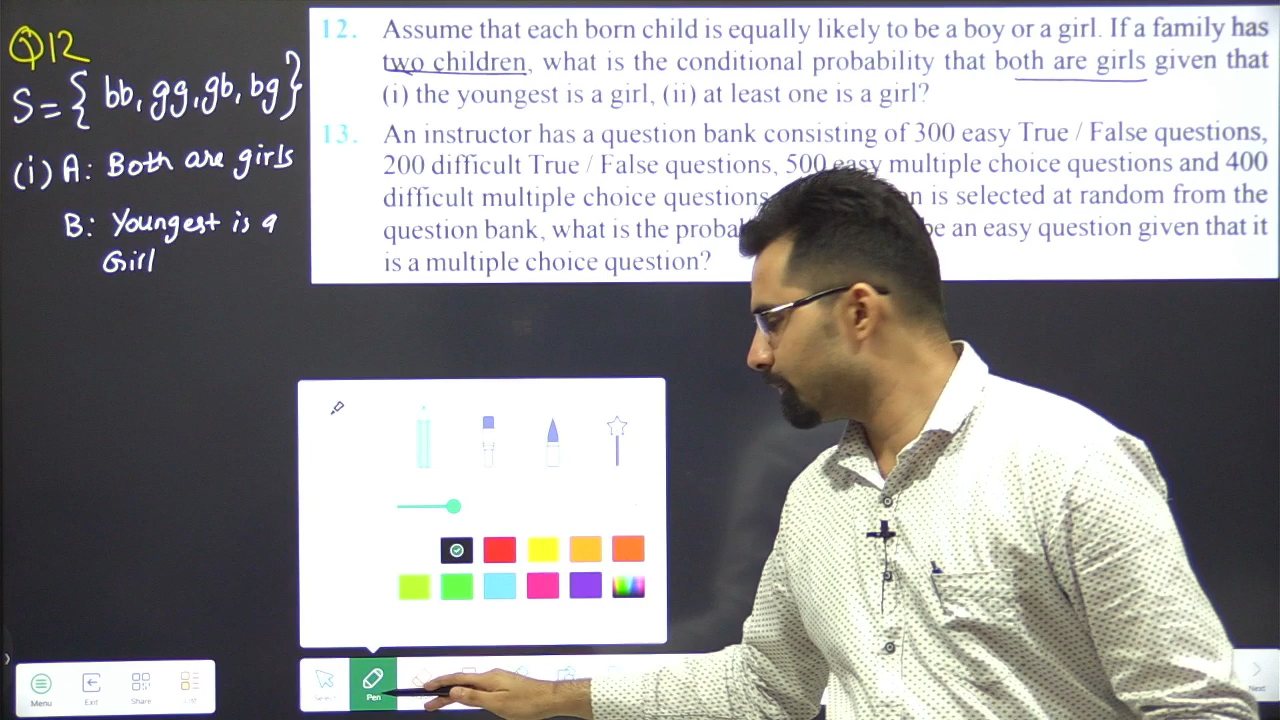 Q12
S = { bb, gg, gb, bg }
(i) A: Both are girls
B: Youngest is a
Girl
12. Assume that each born child is equally likely to be a boy or a girl. If a family has
two children, what is the conditional probability that both are girls given that
(i) the youngest is a girl, (ii) at least one is a girl?
13. An instructor has a question bank consisting of 300 easy True / False questions,
200 difficult True / False questions, 500 easy multiple choice questions and 400
difficult multiple choice questions is selected at random from the
question bank, what is the be an easy question given that it
is a multiple choice question?
Menu Exit Share List Select Pen Next